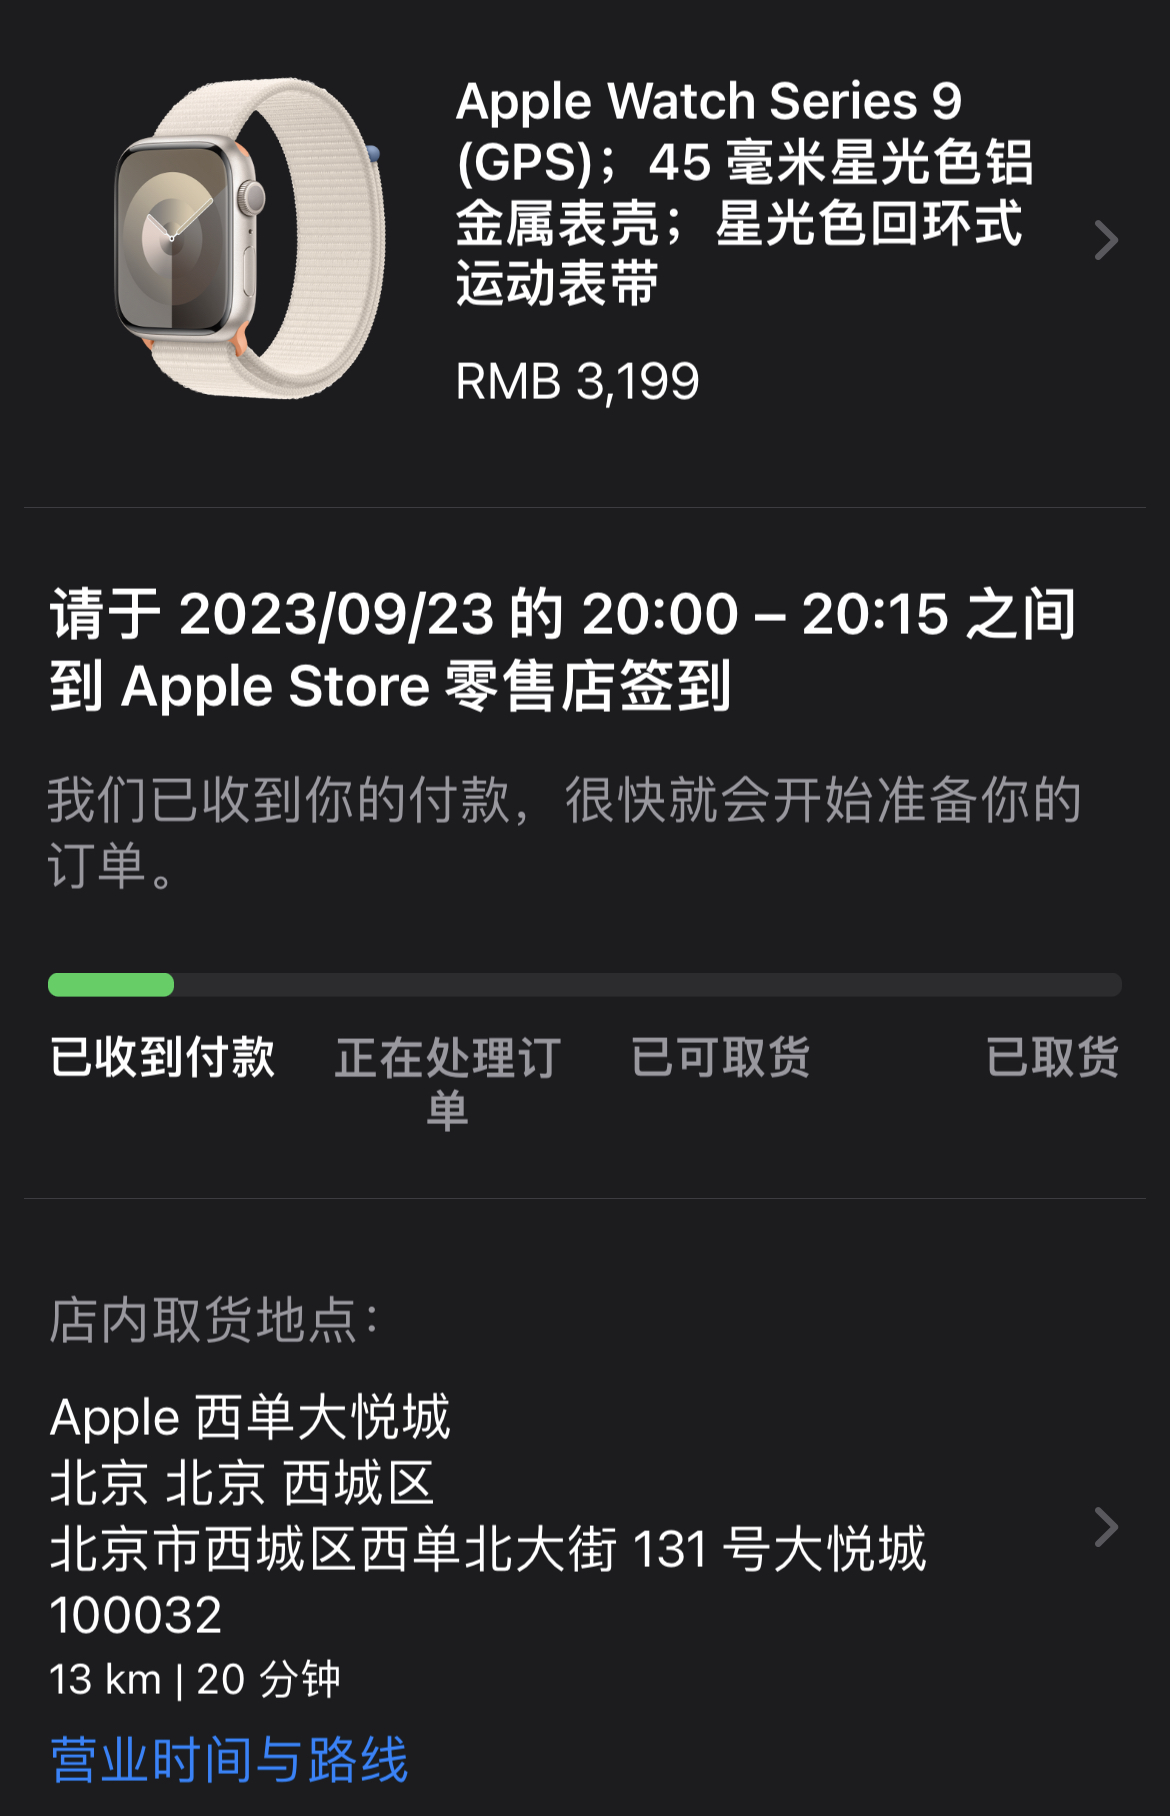 Apple Watch Series 9
(GPS)；45 毫米星光色铝
金属表壳；星光色回环式
运动表带
RMB 3,199
请于 2023/09/23 的 20:00 – 20:15 之间
到 Apple Store 零售店签到
我们已收到你的付款，很快就会开始准备你的
订单。
已收到付款
正在处理订
单
已可取货
已取货
店内取货地点：
Apple 西单大悦城
北京 北京 西城区
北京市西城区西单北大街 131 号大悦城
100032
13 km | 20 分钟
营业时间与路线